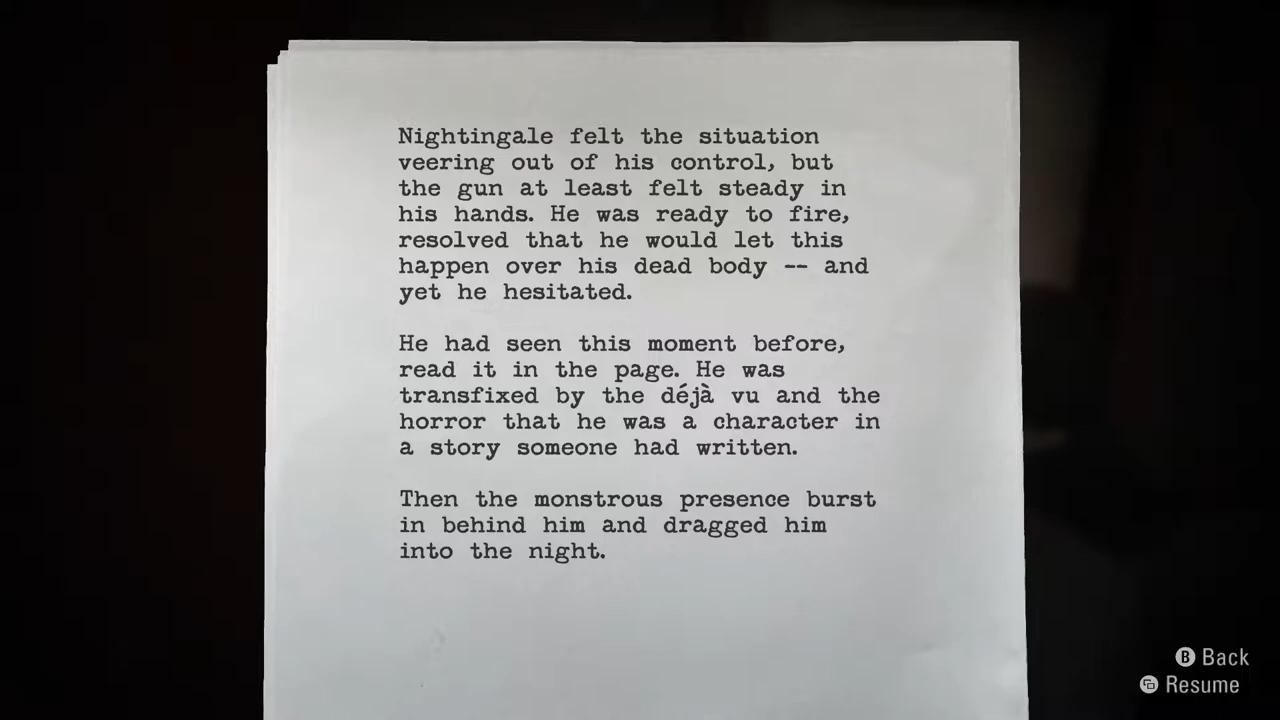 Nightingale felt the situation
veering out of his control, but
the gun at least felt steady in
his hands. He was ready to fire,
resolved that he would let this
happen over his dead body -- and
yet he hesitated.
He had seen this moment before,
read it in the page. He was
transfixed by the déjà vu and the
horror that he was a character in
a story someone had written.
Then the monstrous presence burst
in behind him and dragged him
into the night.
B Back
Resume